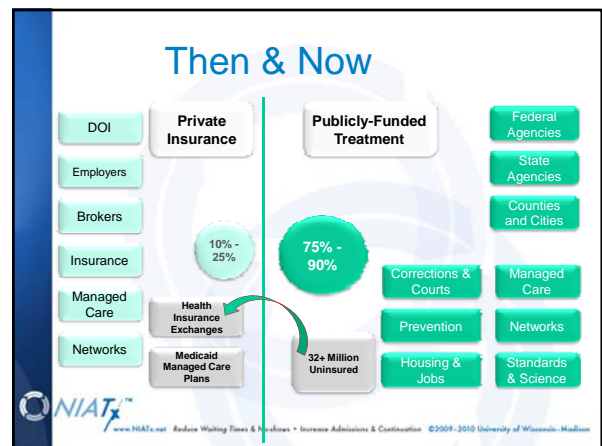 Then & Now
DOI
Employers
Brokers
Insurance
Managed
Care
Networks
Private
Insurance
10% -
25%
Health
Insurance
Exchanges
Medicaid
Managed Care
Plans
Publicly-Funded
Treatment
75% -
90%
32+ Million
Uninsured
Corrections &
Courts
Prevention
Housing &
Jobs
Federal
Agencies
State
Agencies
Counties
and Cities
Managed
Care
Networks
Standards
& Science
NIATx™
www.NIATx.net Reduce Waiting Times & No-shows • Increase Admissions & Continuation ©2009-2010 University of Wisconsin-Madison